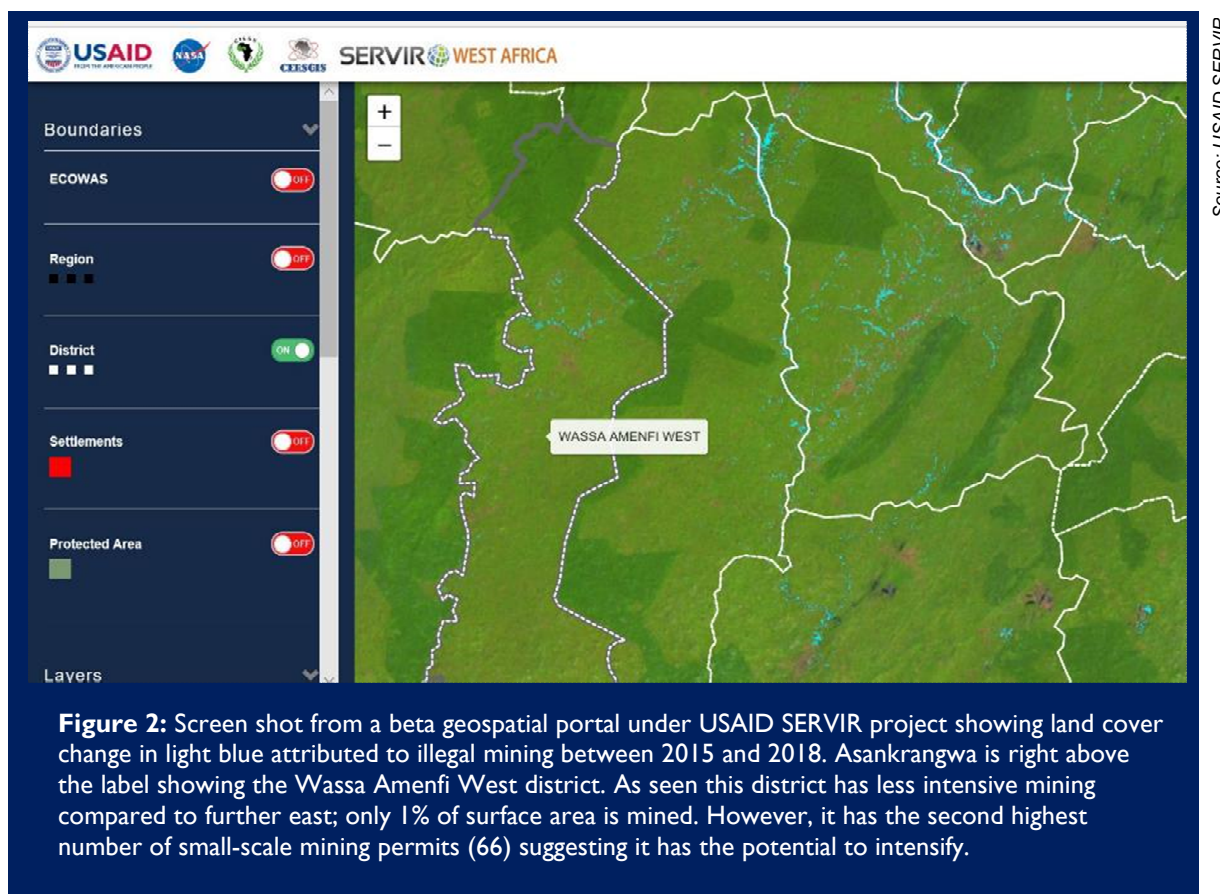 USAID
FROM THE AMERICAN PEOPLE
NASA
CERSGIS
SERVIR WEST AFRICA
Boundaries
ECOWAS
OFF
Region
OFF
District
ON
Settlements
OFF
Protected Area
OFF
Layers
+
−
WASSA AMENFI WEST
Source: USAID SERVIR
Figure 2: Screen shot from a beta geospatial portal under USAID SERVIR project showing land cover
change in light blue attributed to illegal mining between 2015 and 2018. Asankrangwa is right above
the label showing the Wassa Amenfi West district. As seen this district has less intensive mining
compared to further east; only 1% of surface area is mined. However, it has the second highest
number of small-scale mining permits (66) suggesting it has the potential to intensify.